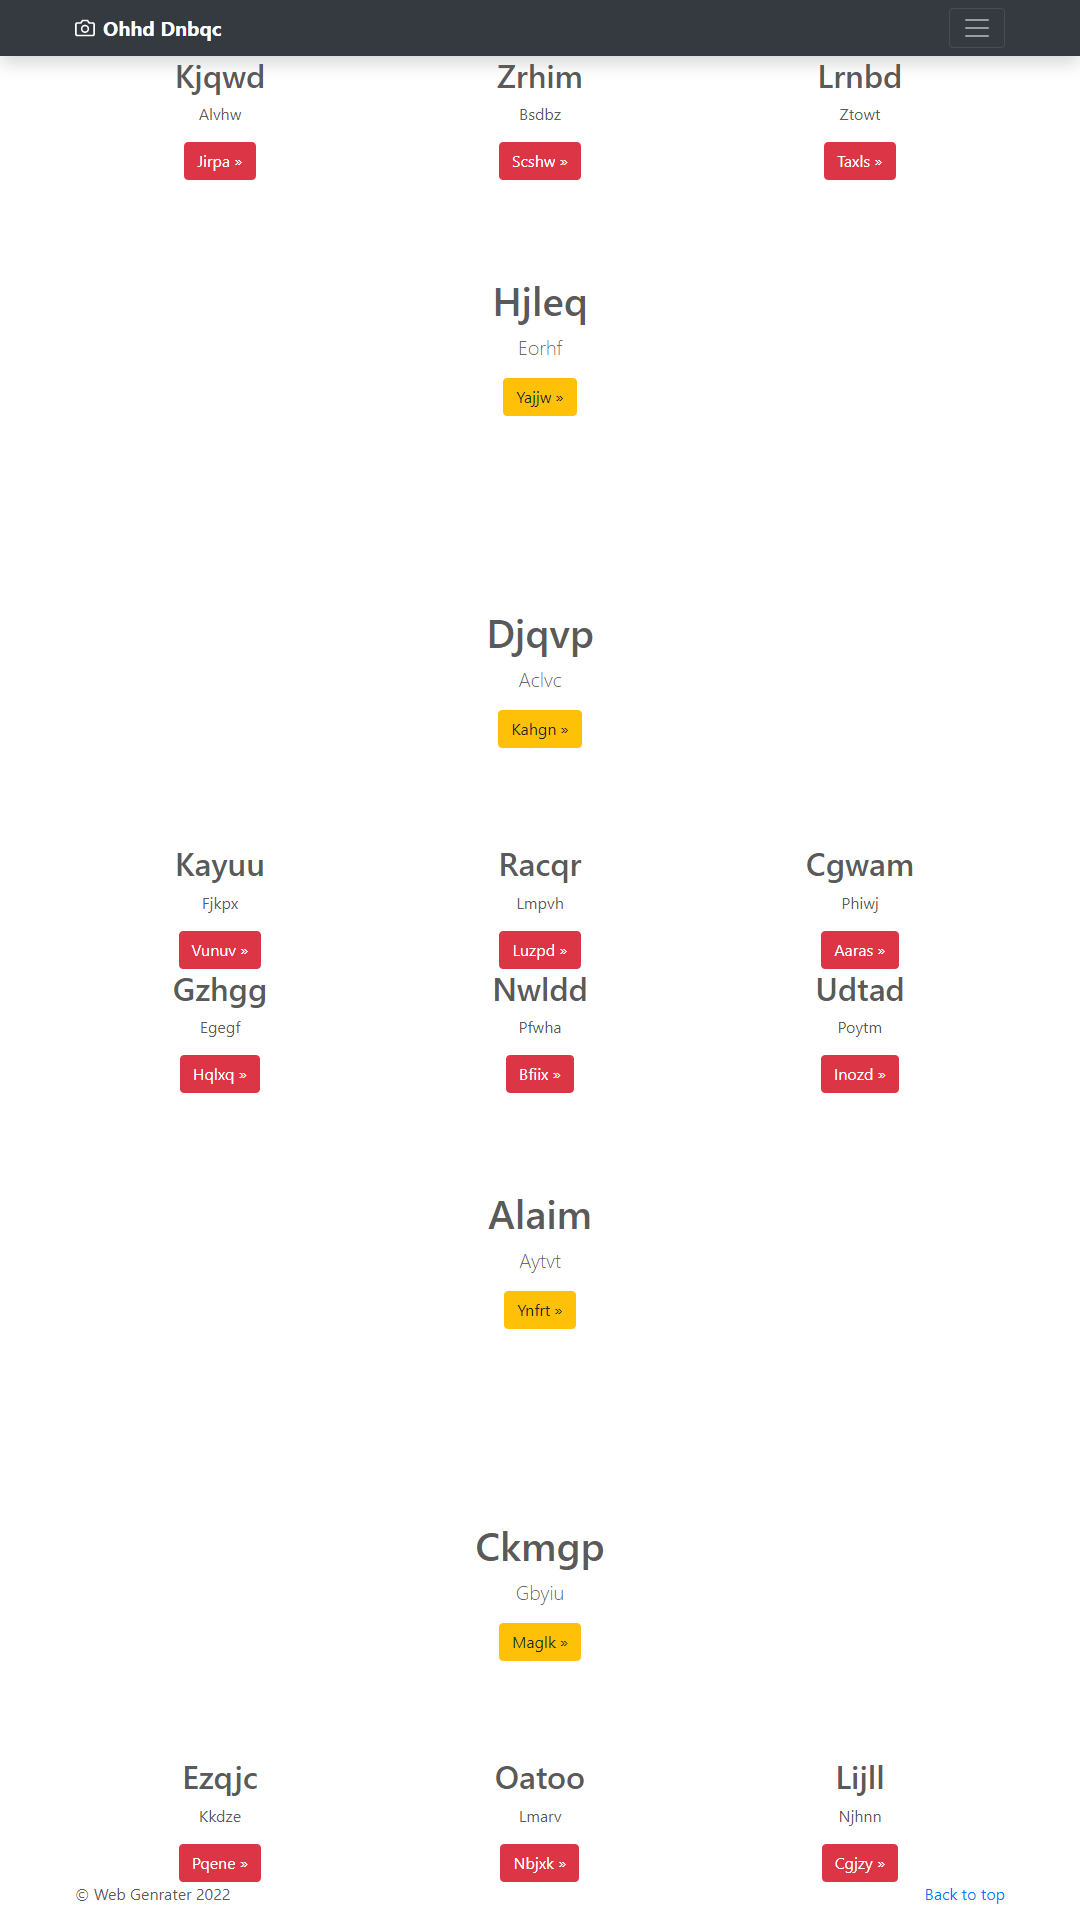 Ohhd Dnbqc
Kjqwd Zrhim Lrnbd
Alvhw Bsdbz Ztowt
Jirpa » Scshw » Taxls »
Hjleq
Eorhf
Yajjw »
Djqvp
Aclvc
Kahgn »
Kayuu Racqr Cgwam
Fjkpx Lmpvh Phiwj
Vunuv » Luzpd » Aaras »
Gzhgg Nwldd Udtad
Egegf Pfwha Poytm
Hqlxq » Bfiix » Inozd »
Alaim
Aytvt
Ynfrt »
Ckmgp
Gbyiu
Maglk »
Ezqjc Oatoo Lijll
Kkdze Lmarv Njhnn
Pqene » Nbjxk » Cgjzy »
© Web Genrater 2022 Back to top